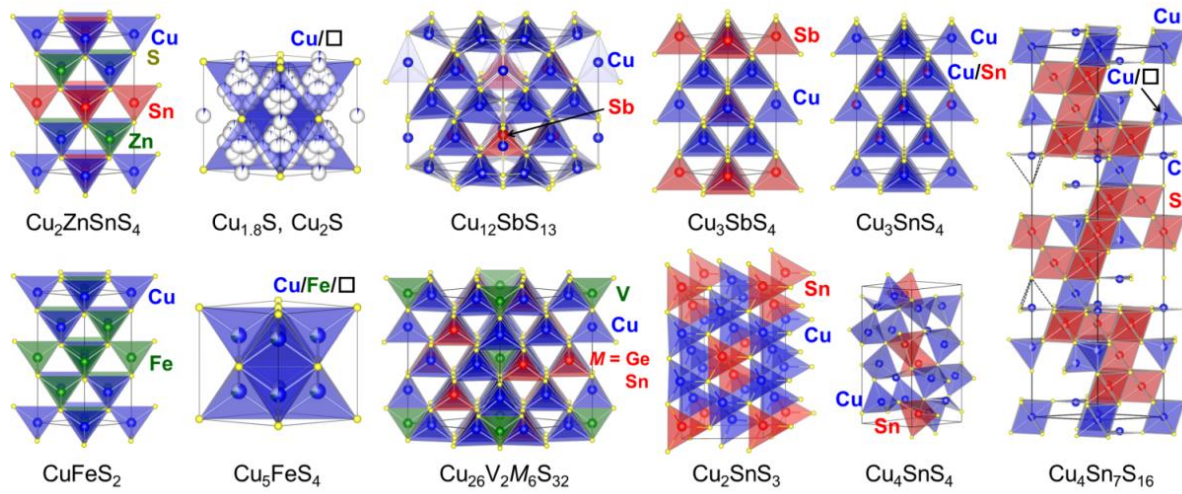 Cu
S
Sn
Zn
Cu₂ZnSnS₄
Cu/□
Cu₁.₈S, Cu₂S
Cu
Sb
Cu₁₂SbS₁₃
Sb
Cu
Cu₃SbS₄
Cu
Cu/Sn
Cu₃SnS₄
Cu
Fe
CuFeS₂
Cu/Fe/□
Cu₅FeS₄
V
Cu
M = Ge
Sn
Cu₂₆V₂M₆S₃₂
Sn
Cu
Cu₂SnS₃
Cu
Sn
Cu₄SnS₄
Cu
Cu/□
C
S
Cu₄Sn₇S₁₆